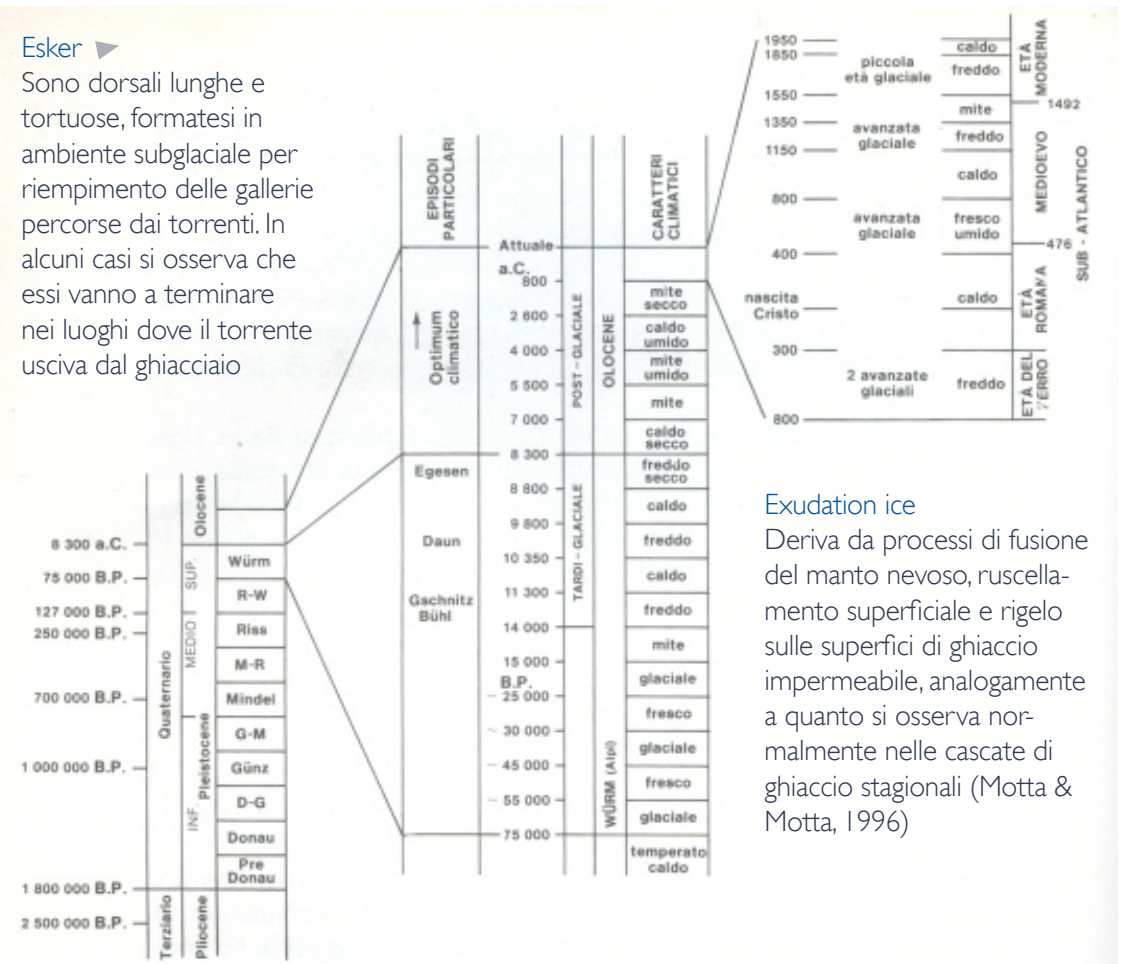 Esker
Sono dorsali lunghe e
tortuose, formatesi in
ambiente subglaciale per
riempimento delle gallerie
percorse dai torrenti. In
alcuni casi si osserva che
essi vanno a terminare
nei luoghi dove il torrente
usciva dal ghiacciaio
8 300 a.C.
75 000 B.P.
127 000 B.P.
250 000 B.P.
700 000 B.P.
1 000 000 B.P.
1 800 000 B.P.
2 500 000 B.P.
Quaternario
Terziario
Olocene
SUP.
MEDIO
INF.
Pleistocene
Pliocene
Würm
R-W
Riss
M-R
Mindel
G-M
Günz
D-G
Donau
Pre
Donau
EPISODI
PARTICOLARI
Optimum
climatico
Egesen
Daun
Gschnitz
Bühl
Attuale
a.C.
800
2 600
4 000
5 500
7 000
8 300
8 800
9 800
10 350
11 300
14 000
15 000
B.P.
~ 25 000
~ 30 000
~ 45 000
~ 55 000
75 000
POST - GLACIALE
TARDI - GLACIALE
OLOCENE
WÜRM (Alpi)
CARATTERI
CLIMATICI
mite
secco
caldo
umido
mite
umido
mite
caldo
secco
freddo
secco
caldo
freddo
caldo
freddo
mite
glaciale
fresco
glaciale
fresco
glaciale
temperato
caldo
1950
1850
1550
1350
1150
800
400
nascita
Cristo
300
800
piccola
età glaciale
avanzata
glaciale
avanzata
glaciale
2 avanzate
glaciali
caldo
freddo
mite
freddo
caldo
fresco
umido
caldo
freddo
ETÀ
MODERNA
1492
MEDIOEVO
476
ETÀ
ROMANA
ETÀ DEL
FERRO
SUB - ATLANTICO
Exudation ice
Deriva da processi di fusione
del manto nevoso, ruscella-
mento superficiale e rigelo
sulle superfici di ghiaccio
impermeabile, analogamente
a quanto si osserva nor-
malmente nelle cascate di
ghiaccio stagionali (Motta &
Motta, 1996)